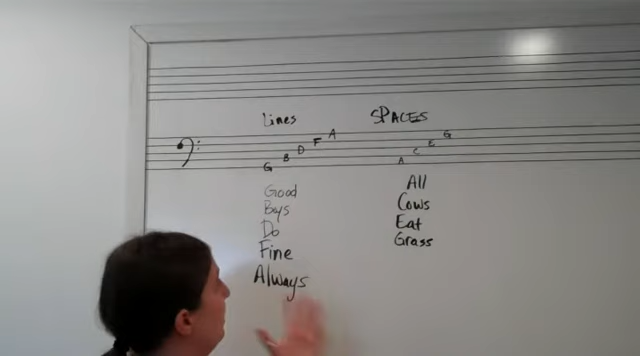 Lines SPACES
G B D F A A C E G
Good
Boys
Do
Fine
Always
All
Cows
Eat
Grass